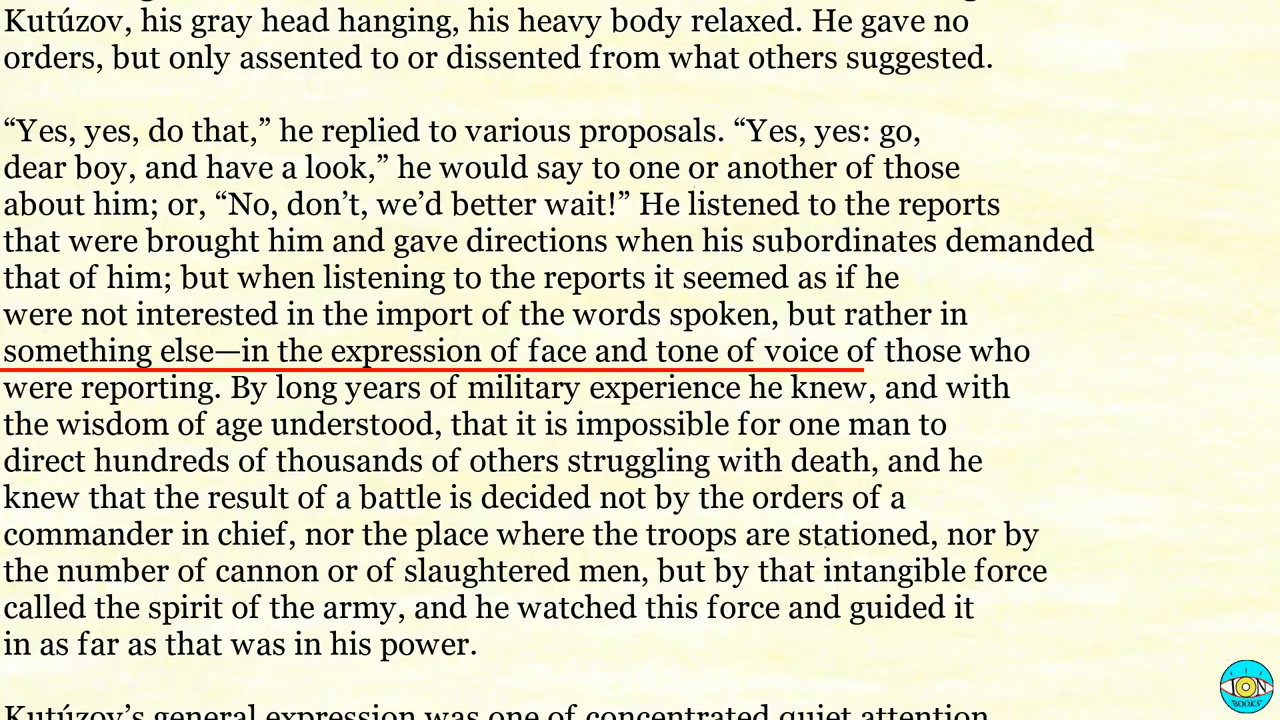 Kutúzov, his gray head hanging, his heavy body relaxed. He gave no
orders, but only assented to or dissented from what others suggested.
“Yes, yes, do that,” he replied to various proposals. “Yes, yes: go,
dear boy, and have a look,” he would say to one or another of those
about him; or, “No, don’t, we’d better wait!” He listened to the reports
that were brought him and gave directions when his subordinates demanded
that of him; but when listening to the reports it seemed as if he
were not interested in the import of the words spoken, but rather in
something else—in the expression of face and tone of voice of those who
were reporting. By long years of military experience he knew, and with
the wisdom of age understood, that it is impossible for one man to
direct hundreds of thousands of others struggling with death, and he
knew that the result of a battle is decided not by the orders of a
commander in chief, nor the place where the troops are stationed, nor by
the number of cannon or of slaughtered men, but by that intangible force
called the spirit of the army, and he watched this force and guided it
in as far as that was in his power.
Kutúzov’s general expression was one of concentrated quiet attention
ION
BOOKS